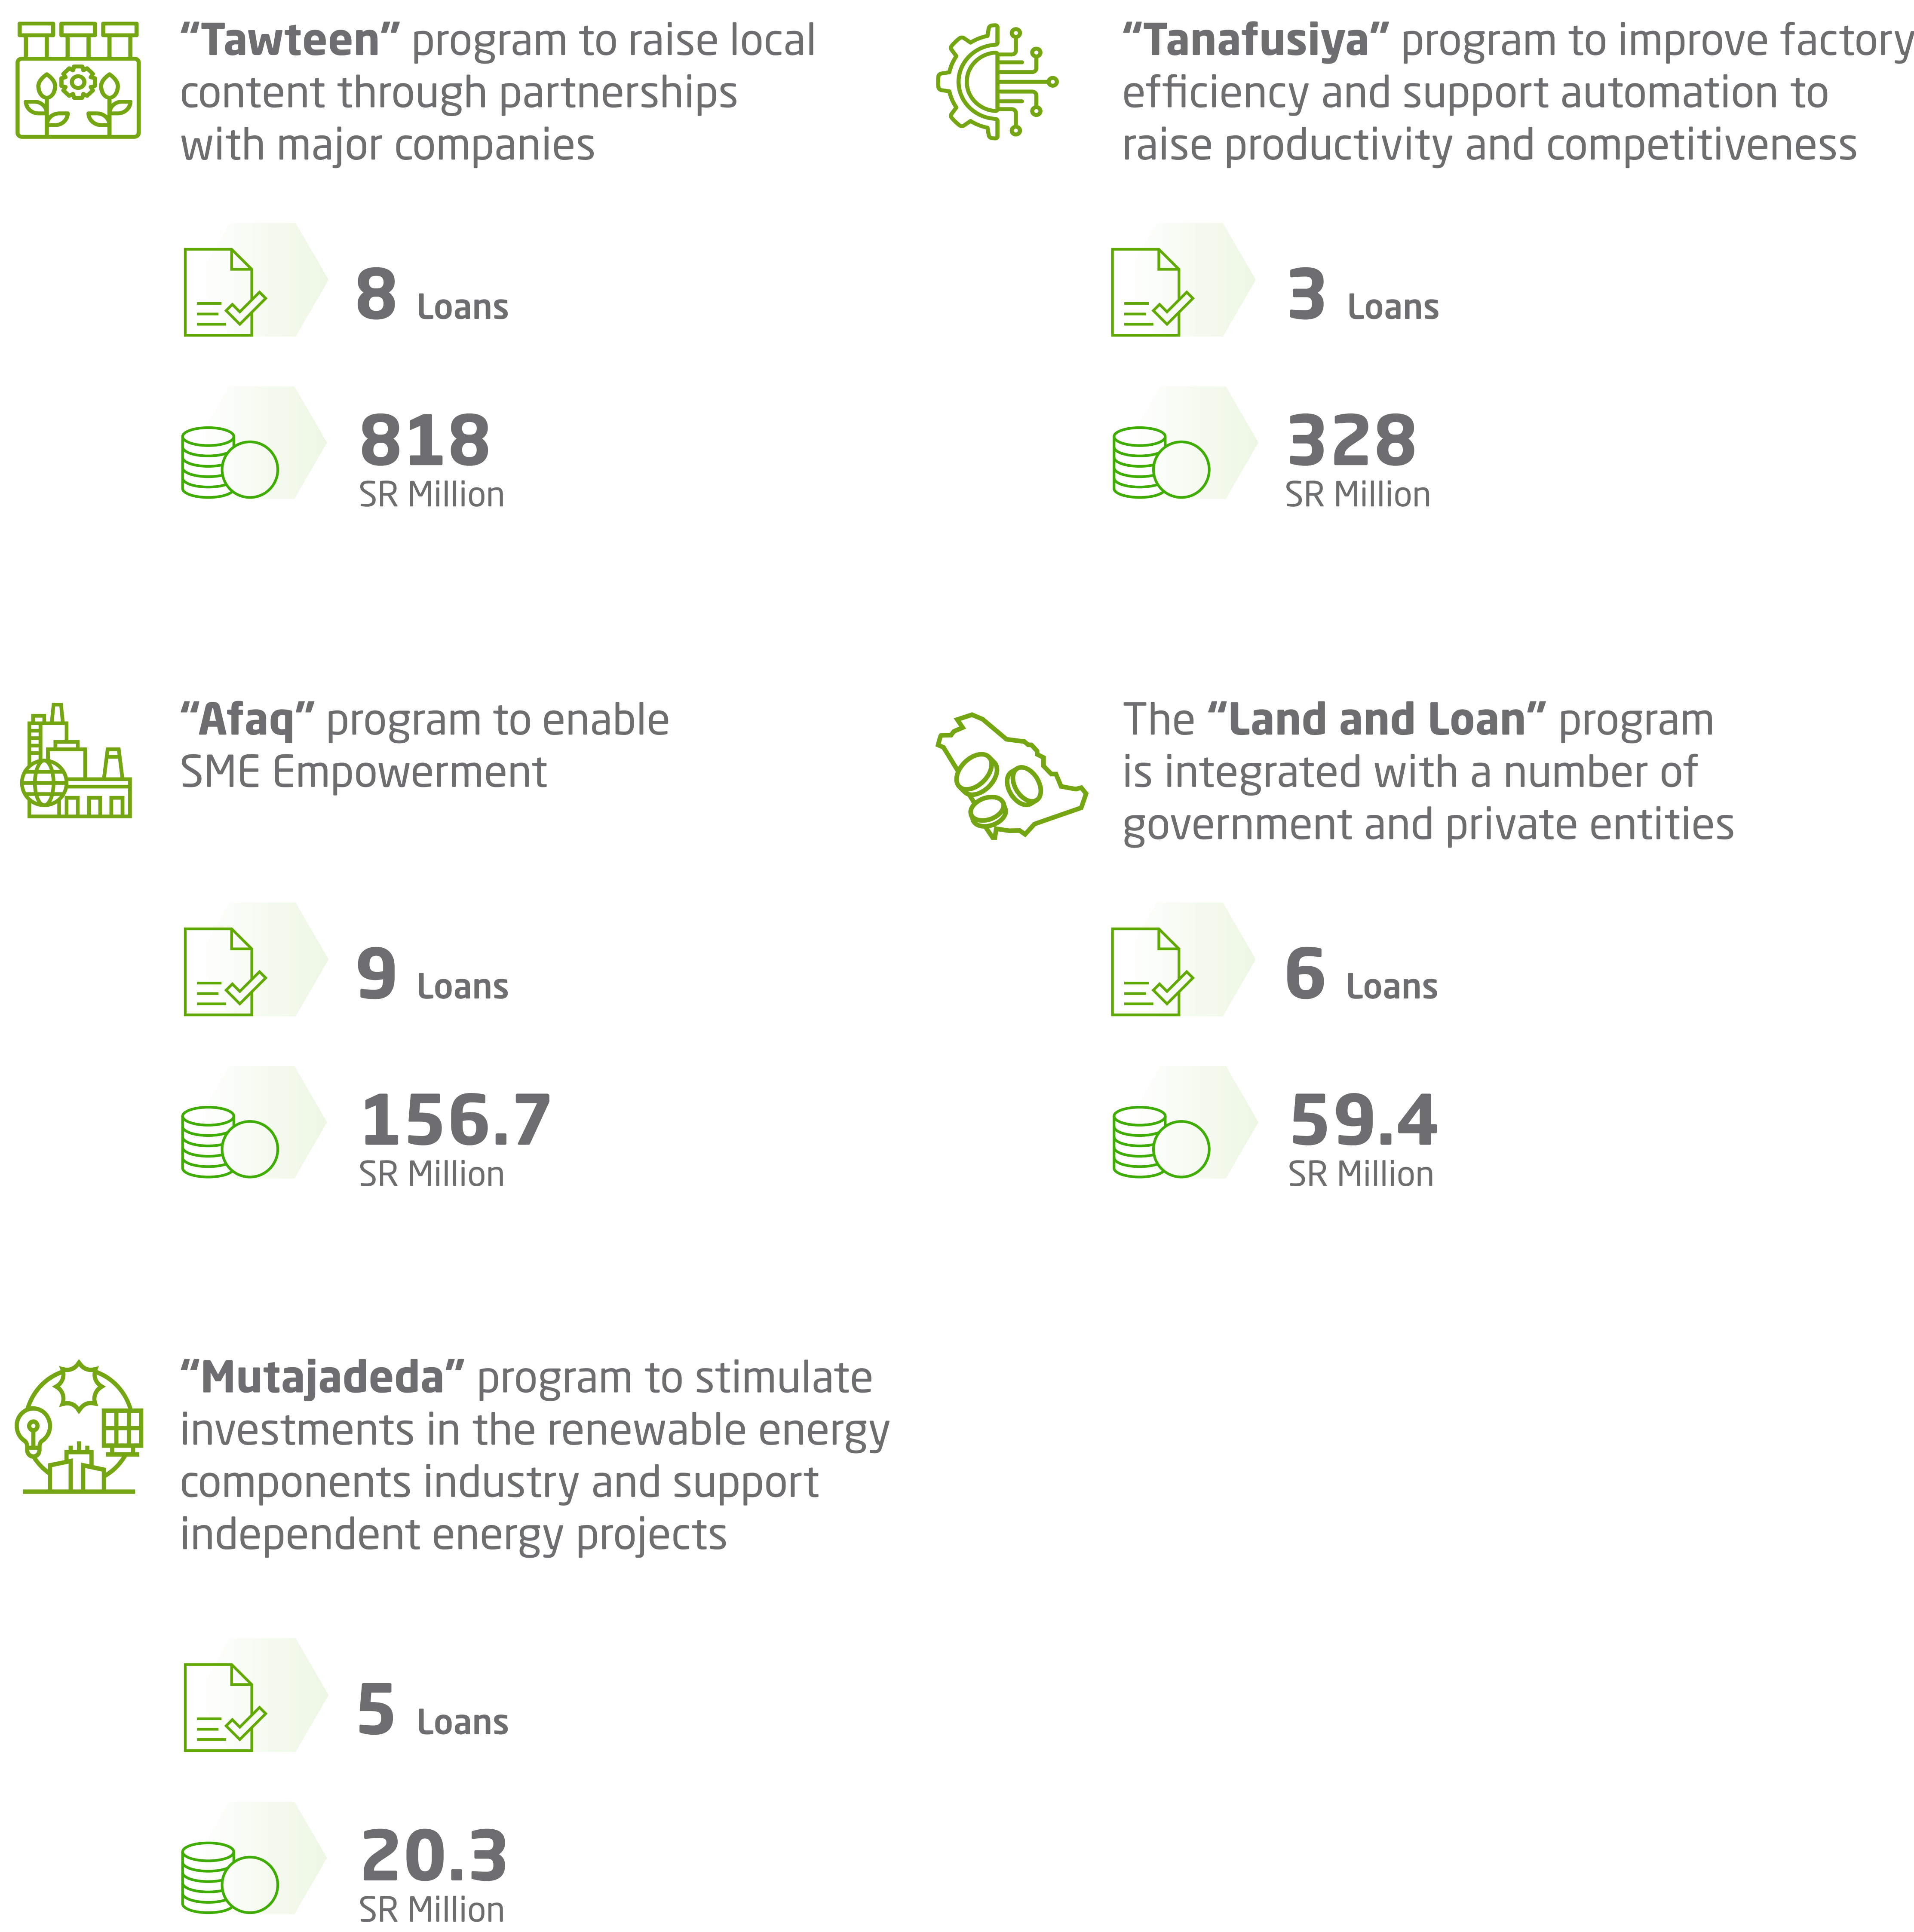 “Tawteen” program to raise local
content through partnerships
with major companies
8 Loans
818
SR Million
“Tanafusiya” program to improve factory
efficiency and support automation to
raise productivity and competitiveness
3 Loans
328
SR Million
“Afaq” program to enable
SME Empowerment
9 Loans
156.7
SR Million
The “Land and Loan” program
is integrated with a number of
government and private entities
6 Loans
59.4
SR Million
“Mutajadeda” program to stimulate
investments in the renewable energy
components industry and support
independent energy projects
5 Loans
20.3
SR Million